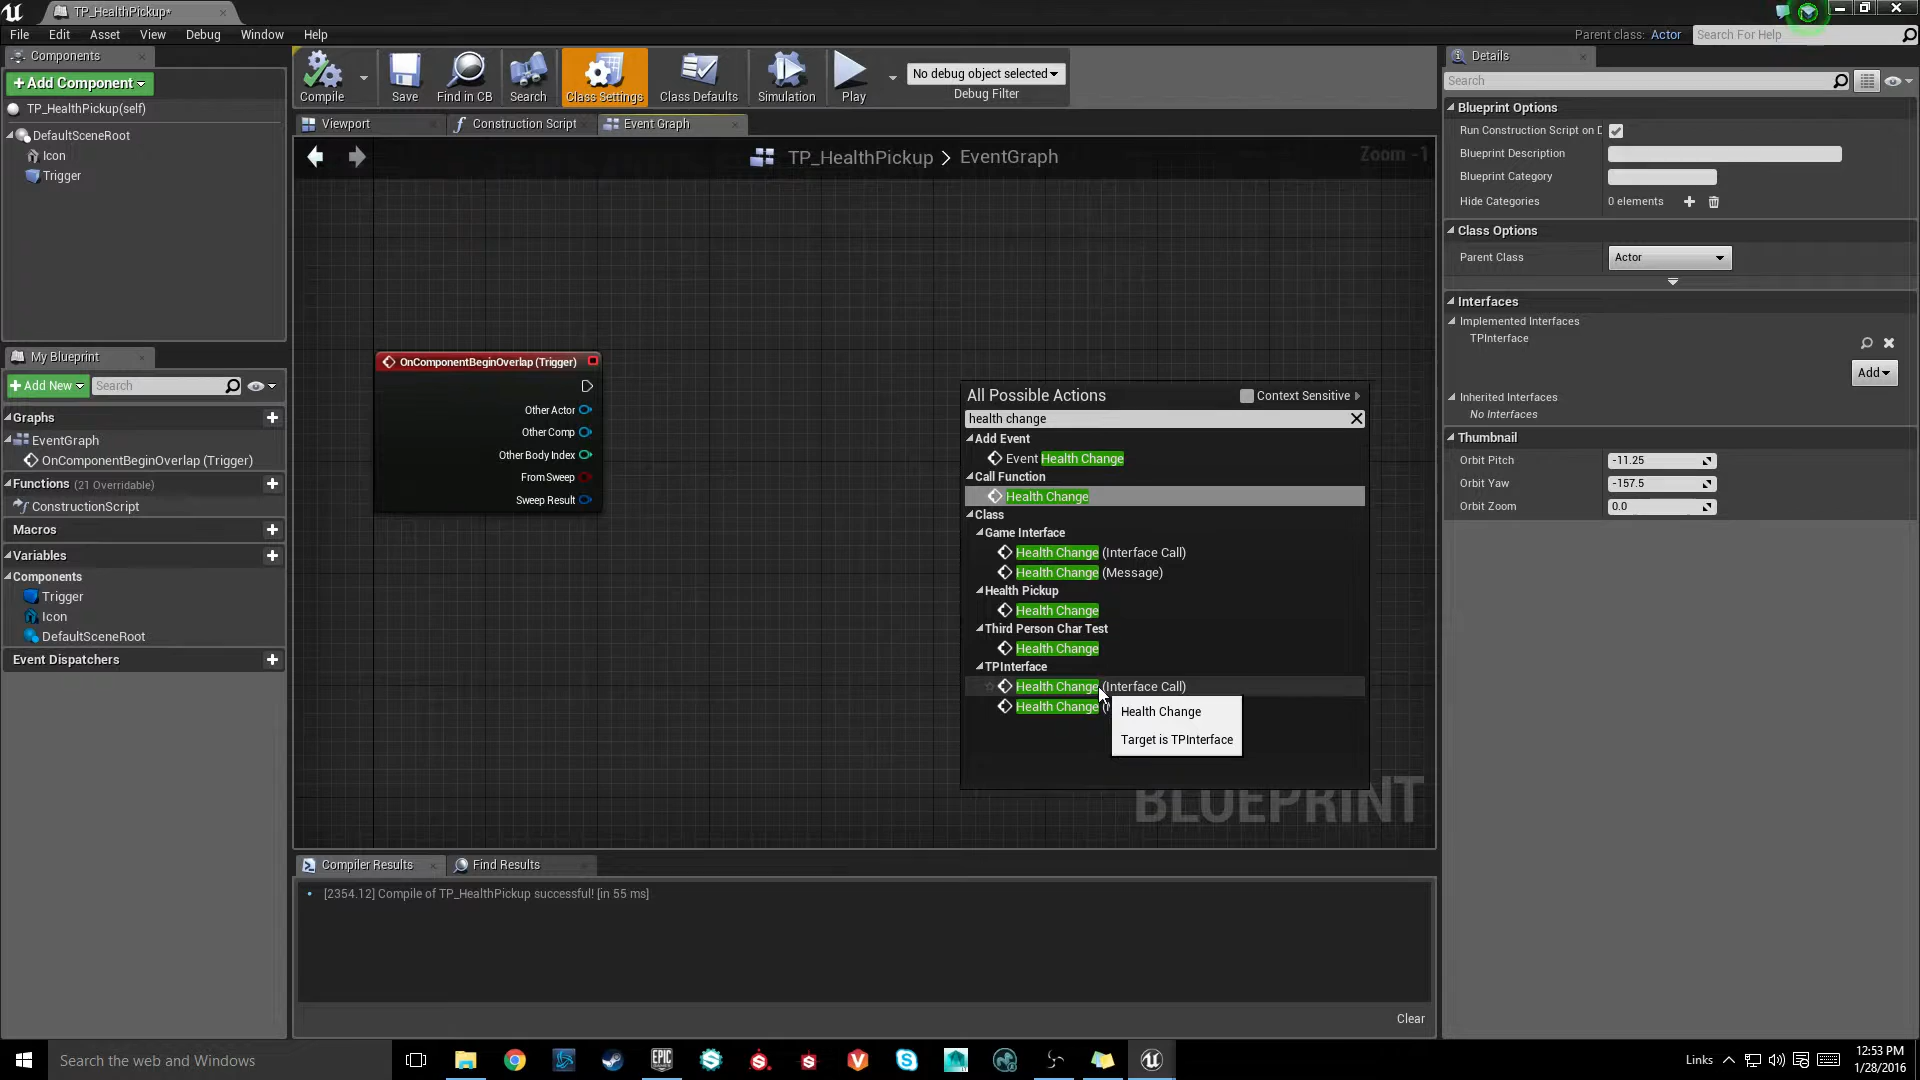 TP_HealthPickup*
File Edit Asset View Debug Window Help
Parent class: Actor
Search For Help
Components
+Add Component
TP_HealthPickup(self)
DefaultSceneRoot
Icon
Trigger
My Blueprint
+Add New
Search
Graphs
EventGraph
OnComponentBeginOverlap (Trigger)
Functions (21 Overridable)
ConstructionScript
Macros
Variables
Components
Trigger
Icon
DefaultSceneRoot
Event Dispatchers
Compile
Save
Find in CB
Search
Class Settings
Class Defaults
Simulation
Play
No debug object selected
Debug Filter
Viewport
Construction Script
Event Graph
TP_HealthPickup > EventGraph
Zoom -1
OnComponentBeginOverlap (Trigger)
Other Actor
Other Comp
Other Body Index
From Sweep
Sweep Result
All Possible Actions
Context Sensitive
health change
Add Event
Event Health Change
Call Function
Health Change
Class
Game Interface
Health Change (Interface Call)
Health Change (Message)
Health Pickup
Health Change
Third Person Char Test
Health Change
TPInterface
Health Change (Interface Call)
Health Change
Health Change
Target is TPInterface
BLUEPRINT
Compiler Results
Find Results
[2354.12] Compile of TP_HealthPickup successful! [in 55 ms]
Clear
Details
Search
Blueprint Options
Run Construction Script on D
Blueprint Description
Blueprint Category
Hide Categories 0 elements
Class Options
Parent Class Actor
Interfaces
Implemented Interfaces
TPInterface
Add
Inherited Interfaces
No Interfaces
Thumbnail
Orbit Pitch -11.25
Orbit Yaw -157.5
Orbit Zoom 0.0
Search the web and Windows
EPIC GAMES
Links
12:53 PM
1/28/2016